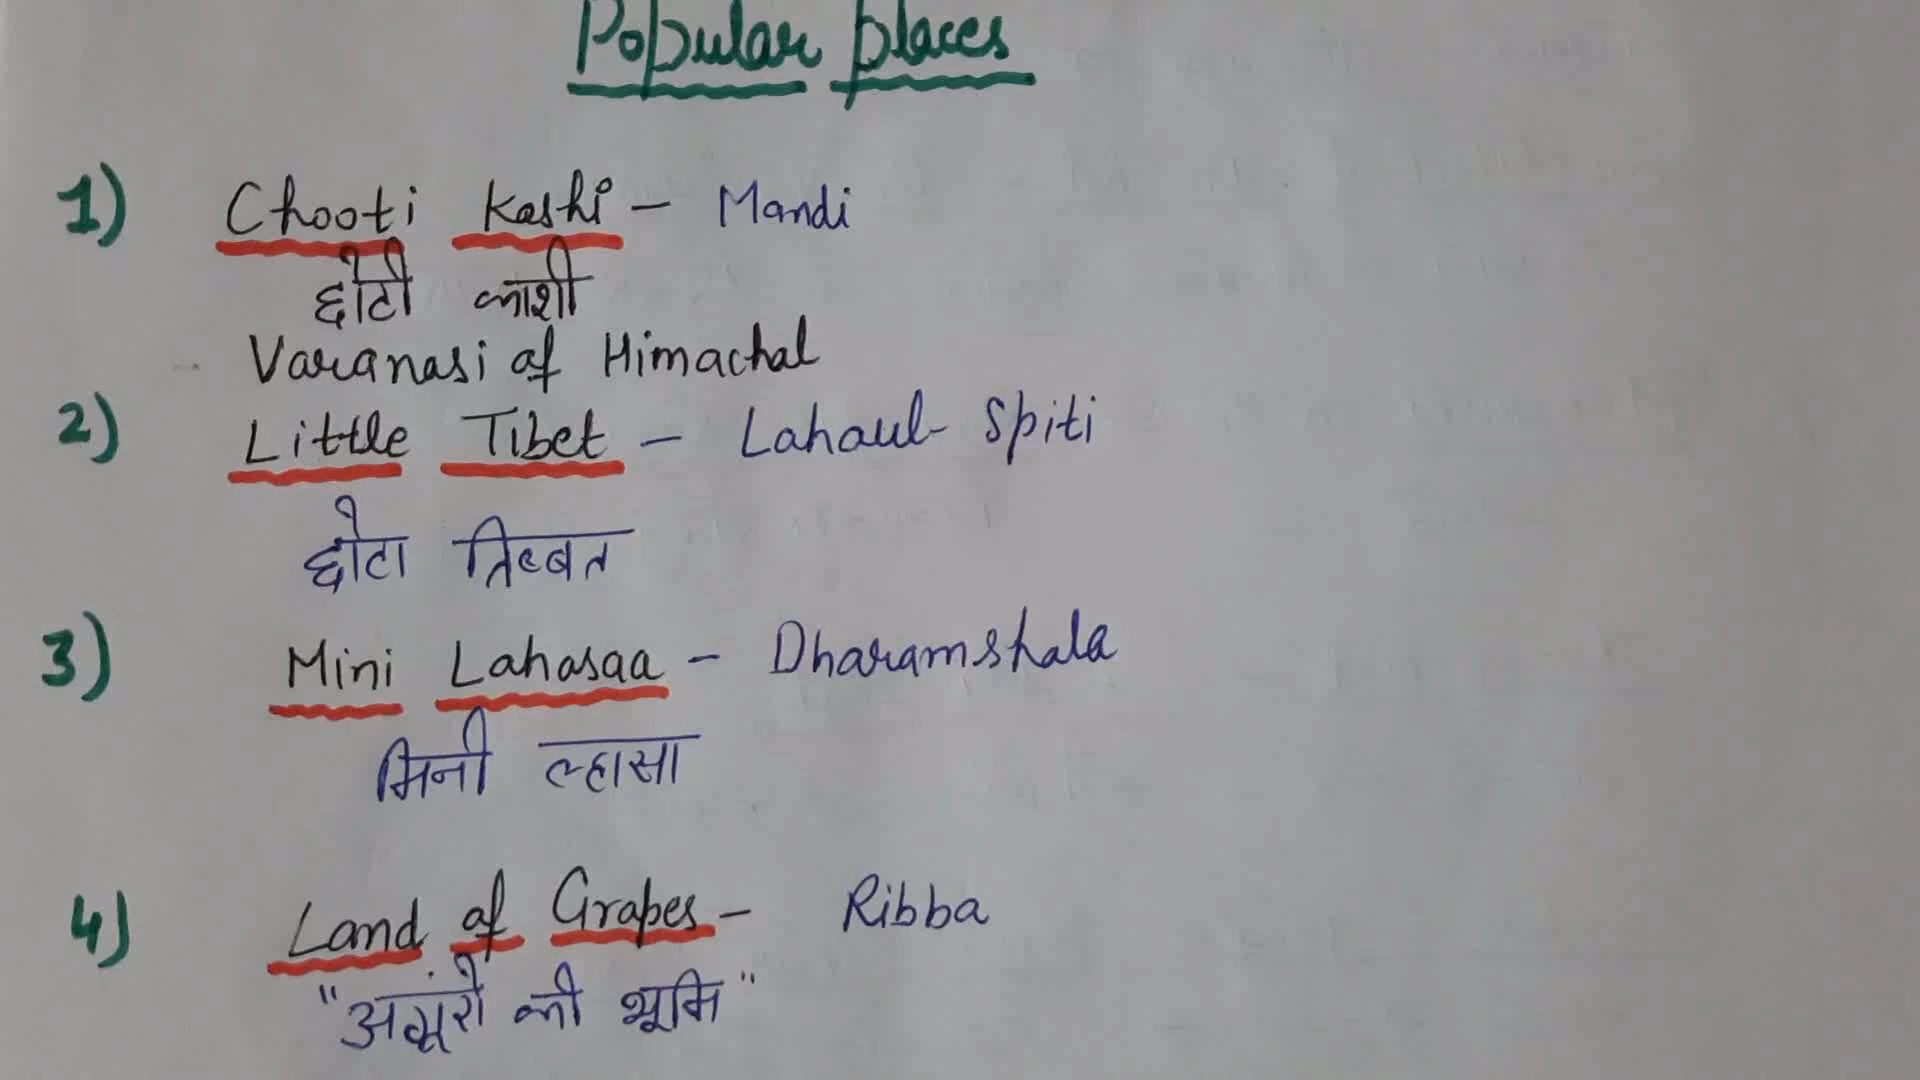 Popular places
1) Chooti Kashi - Mandi
छोटी काशी
Varanasi of Himachal
2) Little Tibet - Lahaul- Spiti
छोटा तिब्बत
3) Mini Lahasaa - Dharamshala
मिनी ल्हासा
4) Land of Grapes - Ribba
"अंगूरों की भूमि"